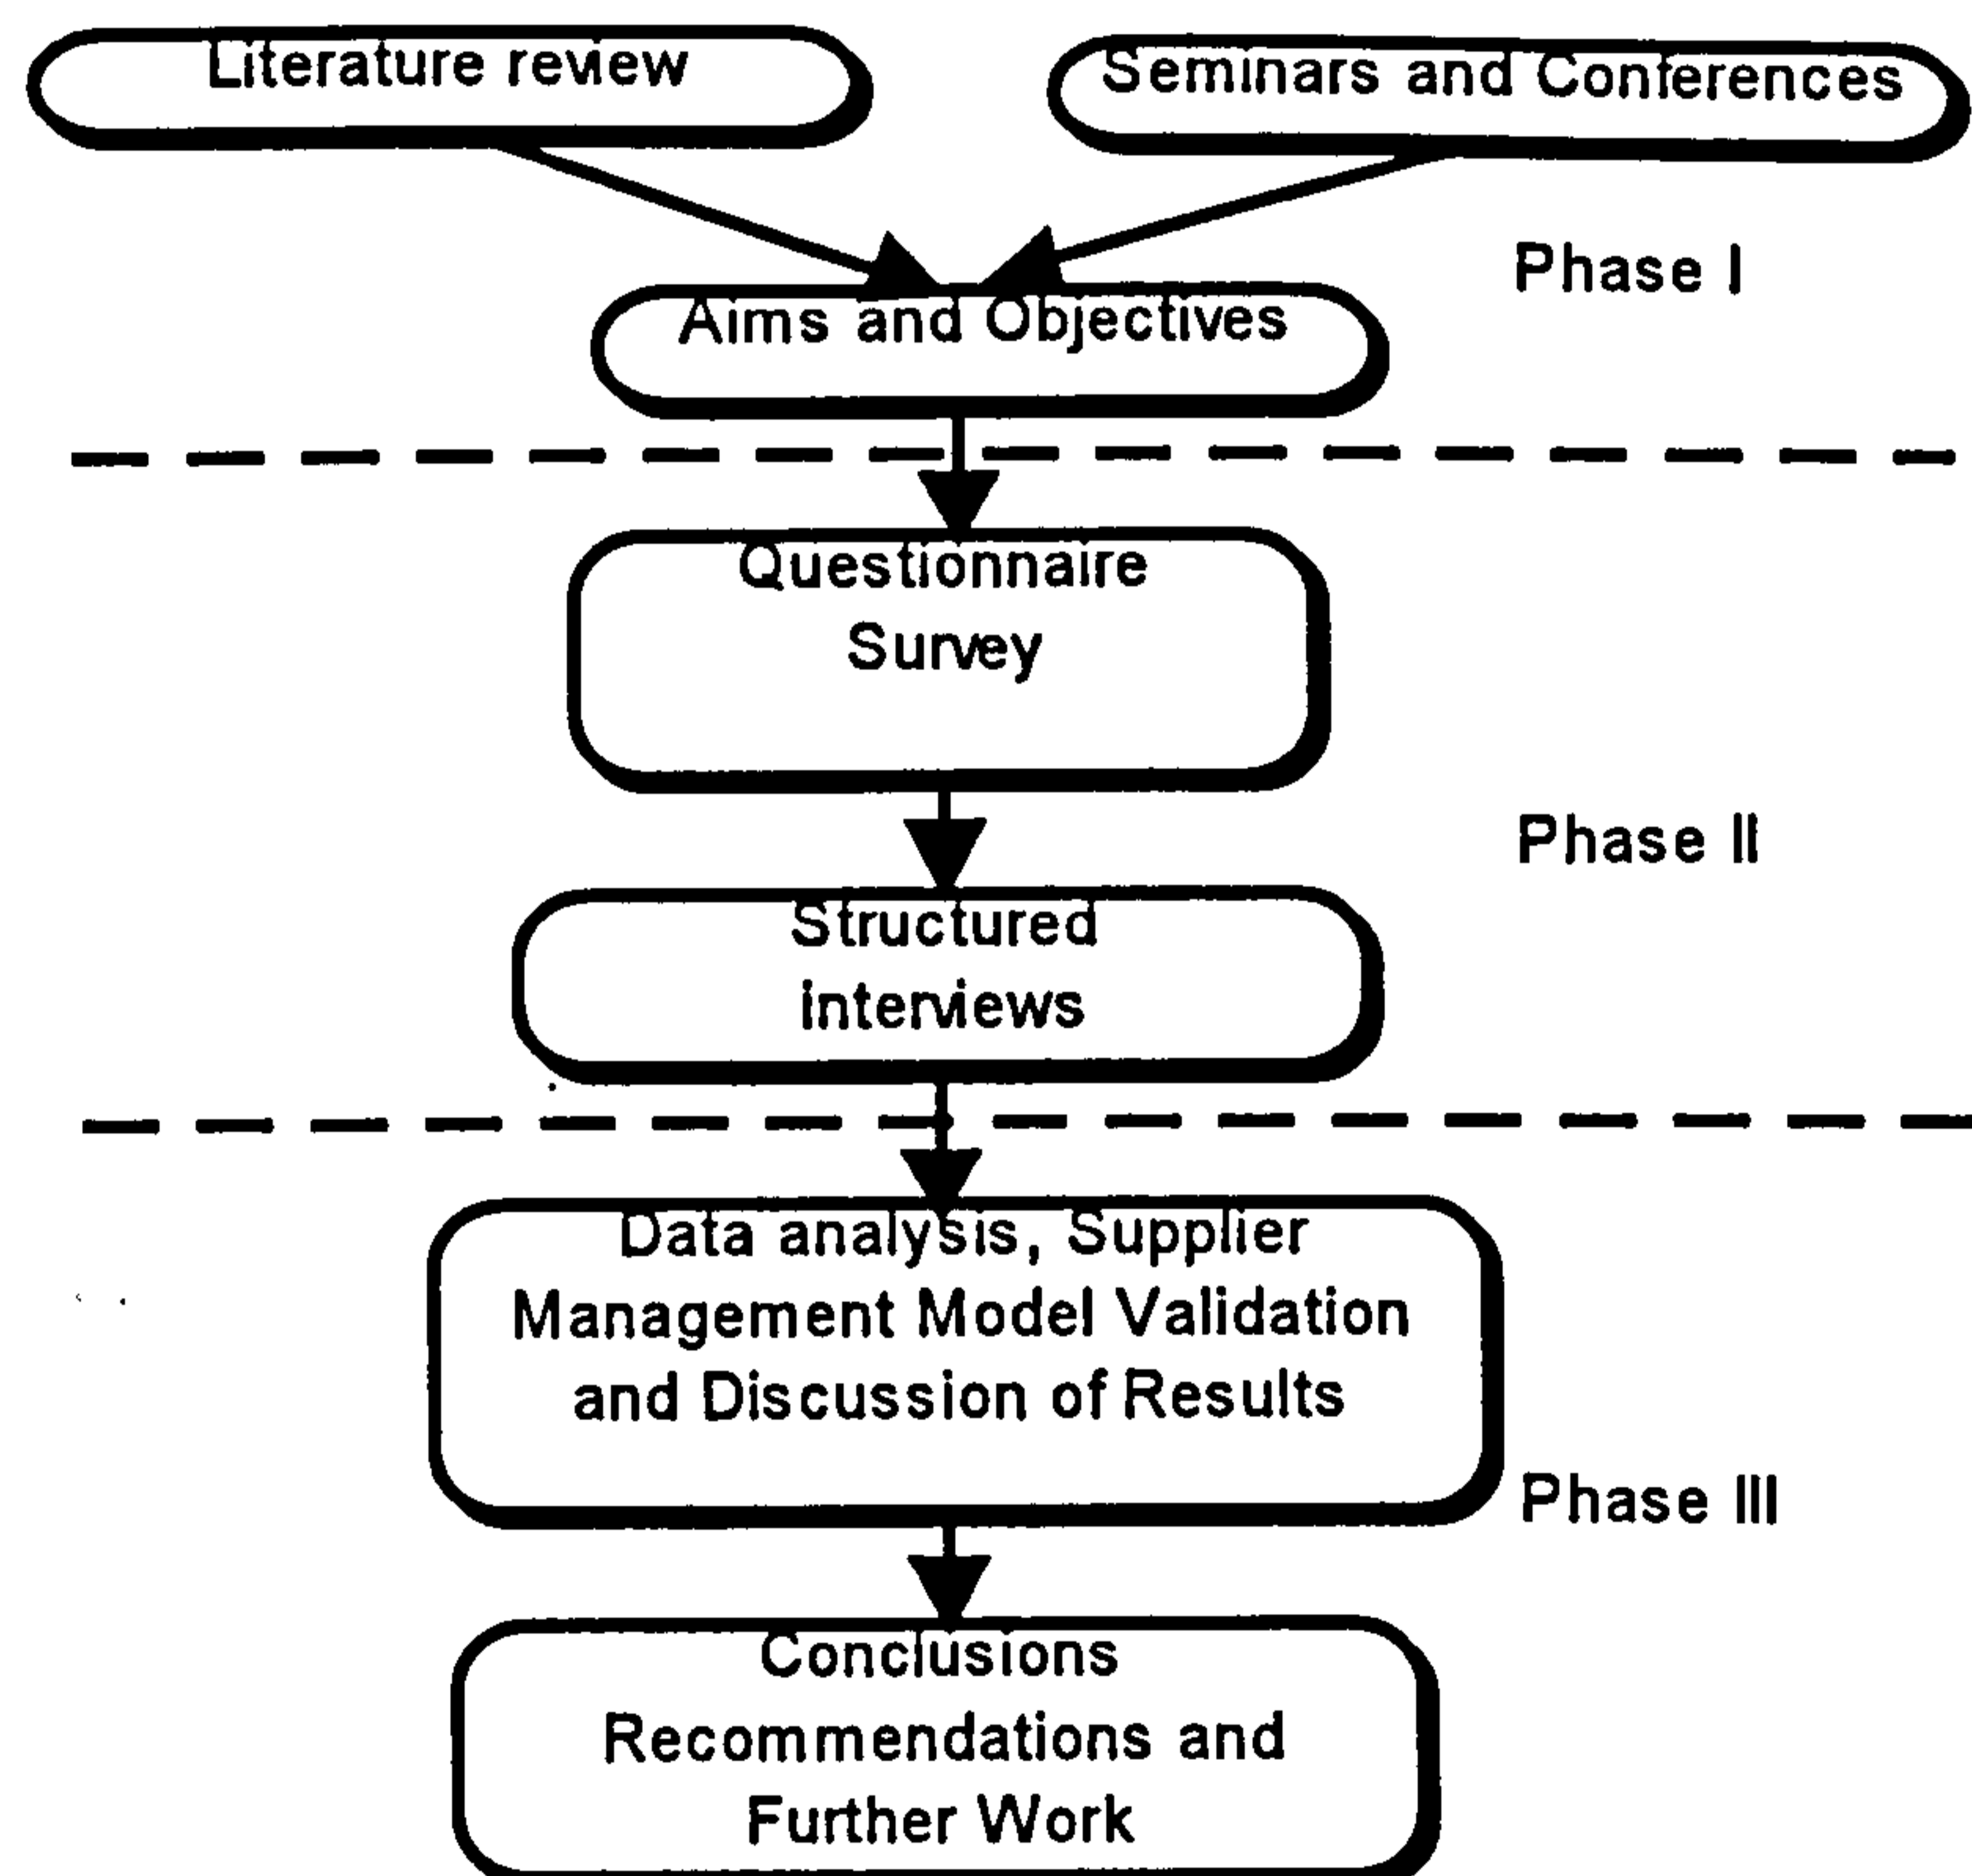 Literature review
Seminars and Conferences
Phase I
Aims and Objectives
Questionnaire
Survey
Phase II
Structured
interviews
Data analysis, Supplier
Management Model Validation
and Discussion of Results
Phase III
Conclusions
Recommendations and
Further Work